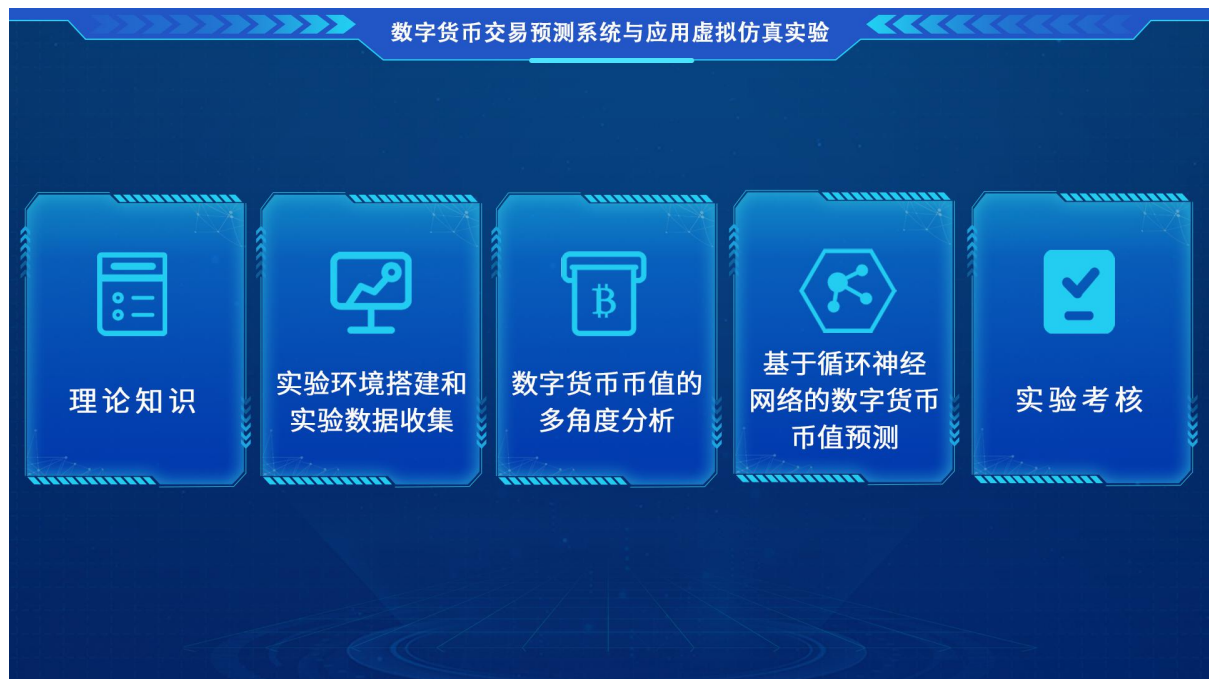 数字货币交易预测系统与应用虚拟仿真实验
理论知识
实验环境搭建和
实验数据收集
数字货币币值的
多角度分析
基于循环神经
网络的数字货币
币值预测
实验考核